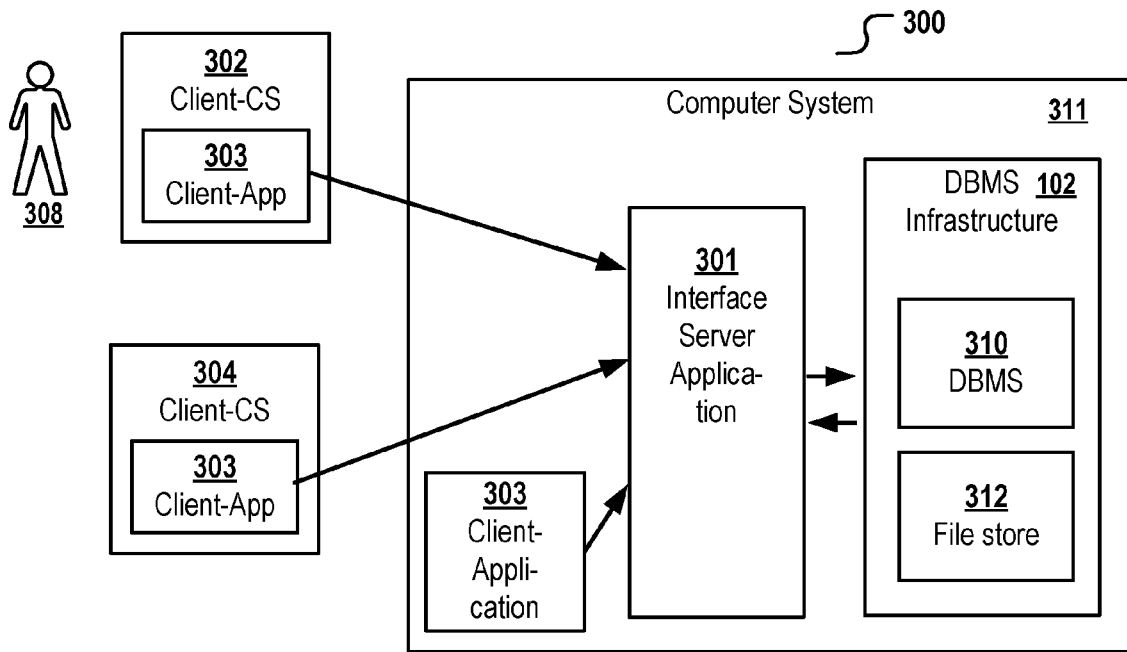 300
302
Client-CS
303
Client-App
308
Computer System
311
DBMS 102
Infrastructure
301
Interface
Server
Applica-
tion
310
DBMS
304
Client-CS
303
Client-App
303
Client-
Appli-
cation
312
File store